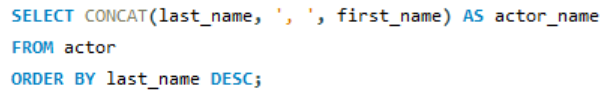 SELECT CONCAT(last_name, ', ', first_name) AS actor_name
FROM actor
ORDER BY last_name DESC;